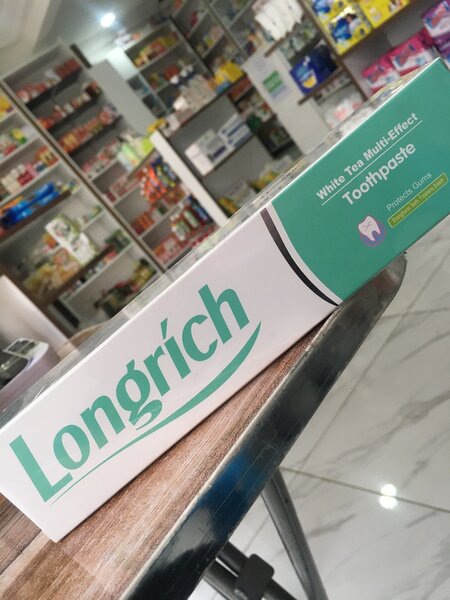 Longrich
White Tea Multi-Effect
Toothpaste
Protects Gums